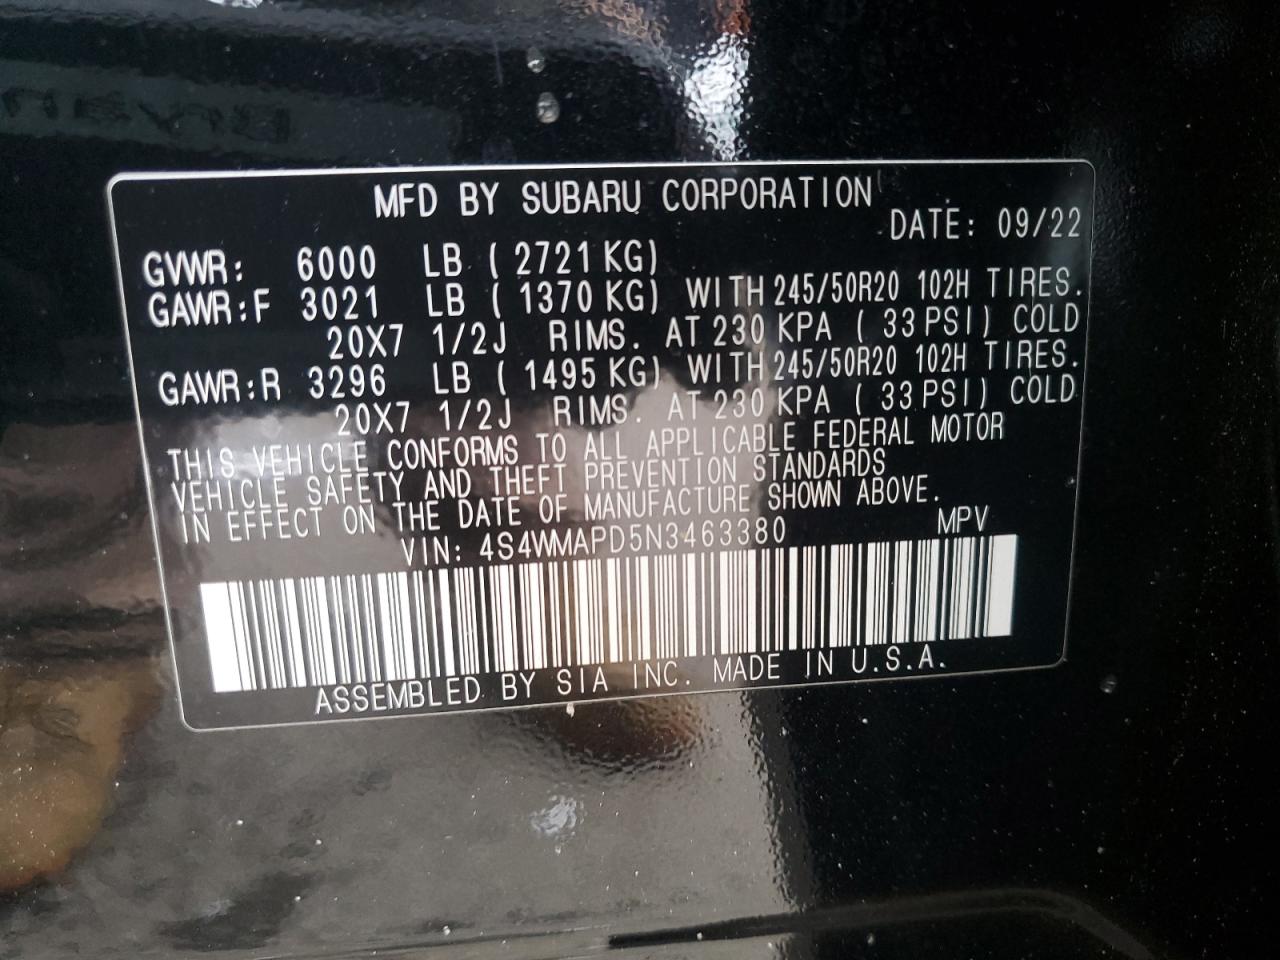 MFD BY SUBARU CORPORATION
DATE: 09/22
GVWR: 6000 LB ( 2721 KG)
GAWR:F 3021 LB ( 1370 KG) WITH 245/50R20 102H TIRES.
20X7 1/2J RIMS. AT 230 KPA ( 33 PSI) COLD
GAWR:R 3296 LB ( 1495 KG) WITH 245/50R20 102H TIRES.
20X7 1/2J RIMS. AT 230 KPA ( 33 PSI) COLD
THIS VEHICLE CONFORMS TO ALL APPLICABLE FEDERAL MOTOR
VEHICLE SAFETY AND THEFT PREVENTION STANDARDS
IN EFFECT ON THE DATE OF MANUFACTURE SHOWN ABOVE.
VIN: 4S4WMAPD5N3463380 MPV
ASSEMBLED BY SIA INC. MADE IN U.S.A.